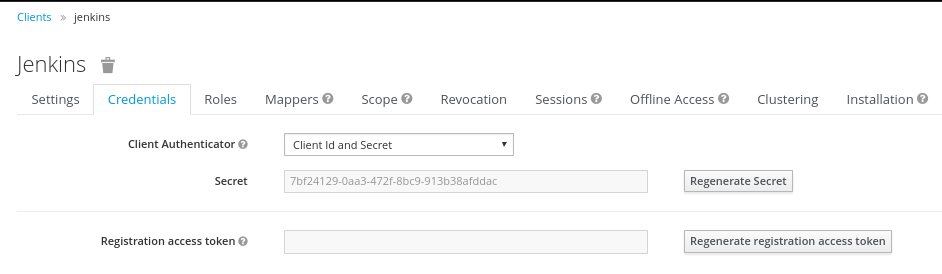 Clients » jenkins
Jenkins
Settings Credentials Roles Mappers Scope Revocation Sessions Offline Access Clustering Installation
Client Authenticator Client Id and Secret
Secret 7bf24129-0aa3-472f-8bc9-913b38afddac Regenerate Secret
Registration access token Regenerate registration access token